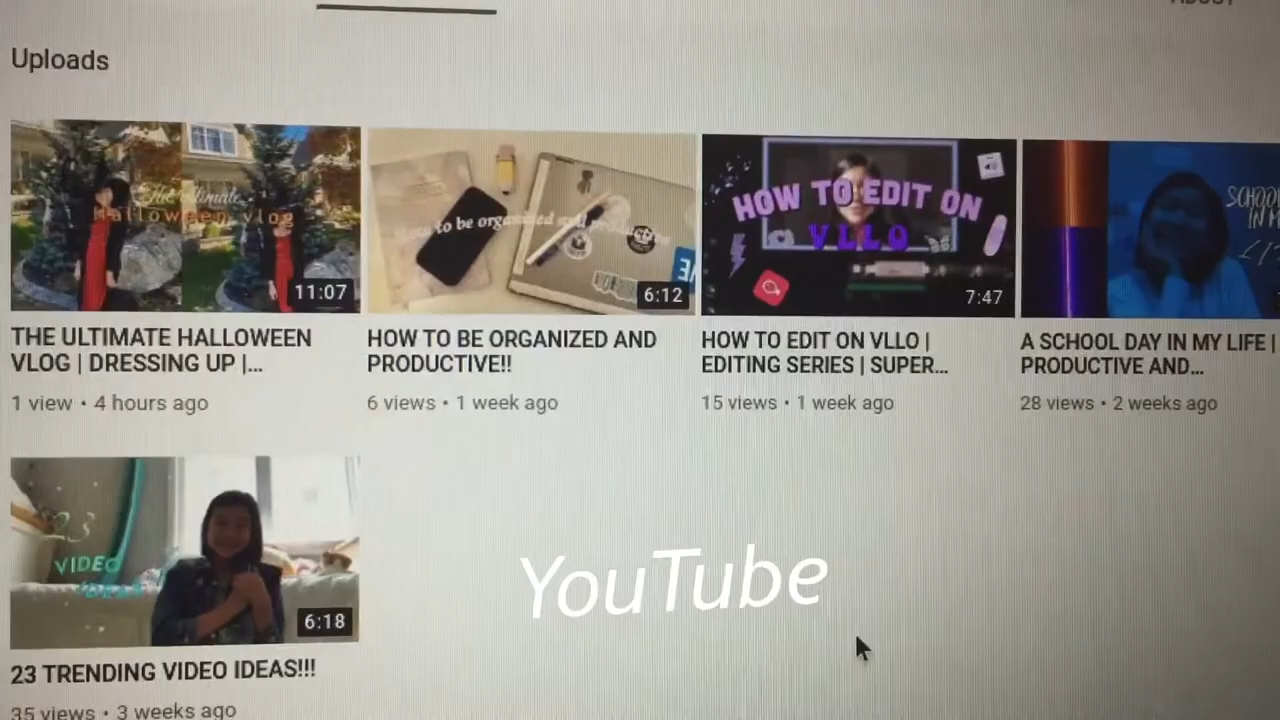 ABOUT
Uploads
The Ultimate
Halloween vlog
11:07
to be organized and productive
6:12
HOW TO EDIT ON
VLLO
7:47
SCHOOL
IN M
THE ULTIMATE HALLOWEEN
VLOG | DRESSING UP |...
1 view • 4 hours ago
HOW TO BE ORGANIZED AND
PRODUCTIVE!!
6 views • 1 week ago
HOW TO EDIT ON VLLO |
EDITING SERIES | SUPER...
15 views • 1 week ago
A SCHOOL DAY IN MY LIFE |
PRODUCTIVE AND...
28 views • 2 weeks ago
23
VIDEO
IDEAS
6:18
23 TRENDING VIDEO IDEAS!!!
35 views • 3 weeks ago
YouTube